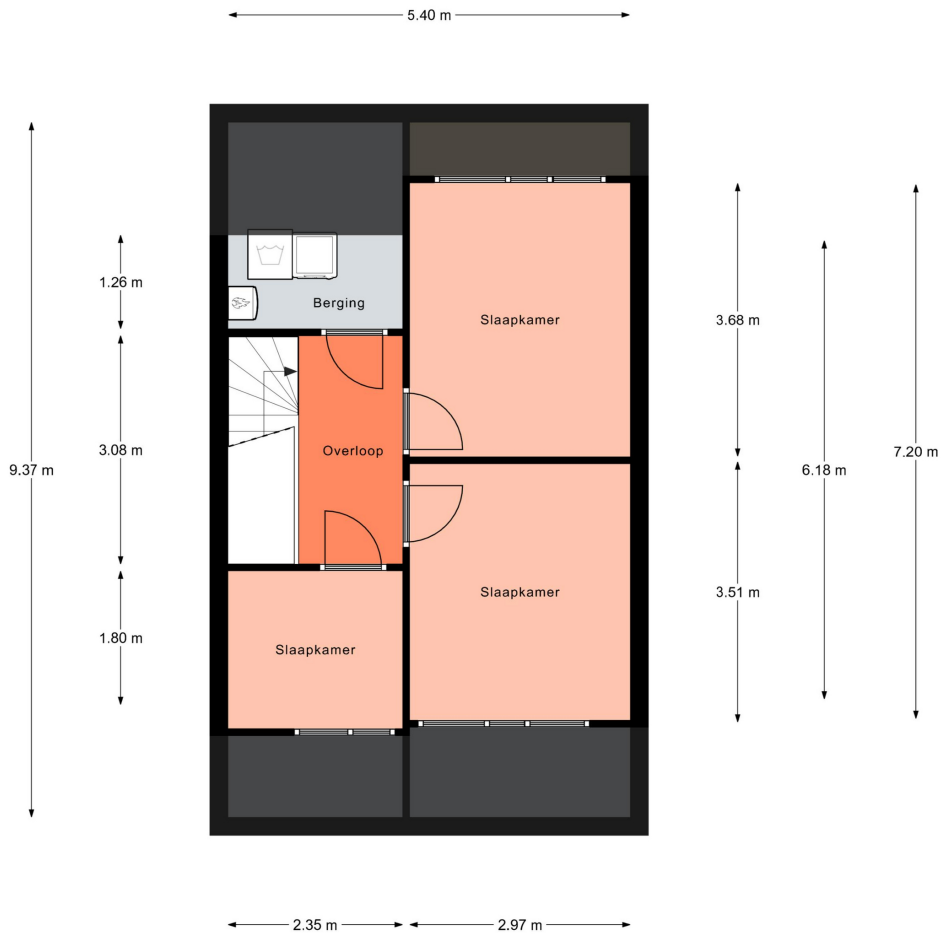 5.40 m
1.26 m
Berging
Slaapkamer
3.68 m
9.37 m
3.08 m
Overloop
6.18 m
7.20 m
Slaapkamer
3.51 m
1.80 m
Slaapkamer
2.35 m
2.97 m